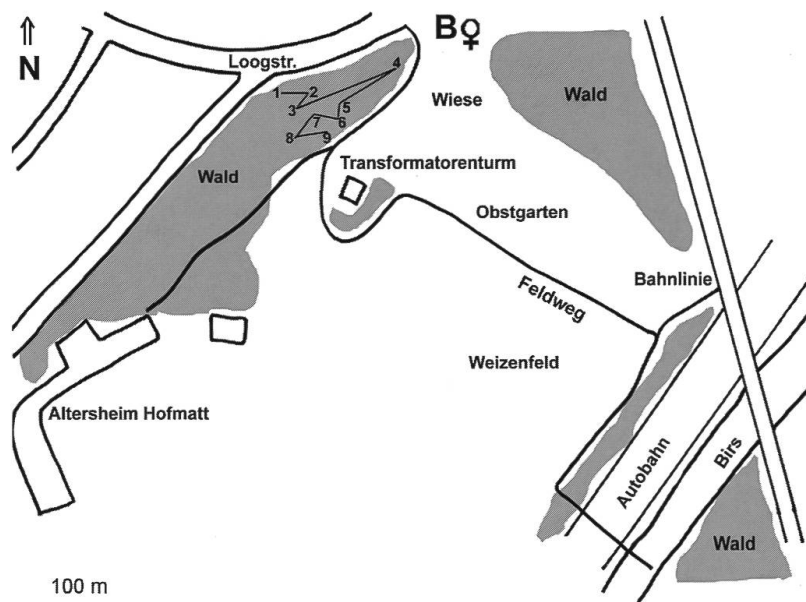 N
B♀
Loogstr.
1
2
3
4
5
6
7
8
9
Wiese
Wald
Wald
Transformatorenturm
Obstgarten
Bahnlinie
Feldweg
Weizenfeld
Altersheim Hofmatt
Autobahn
Birs
Wald
100 m